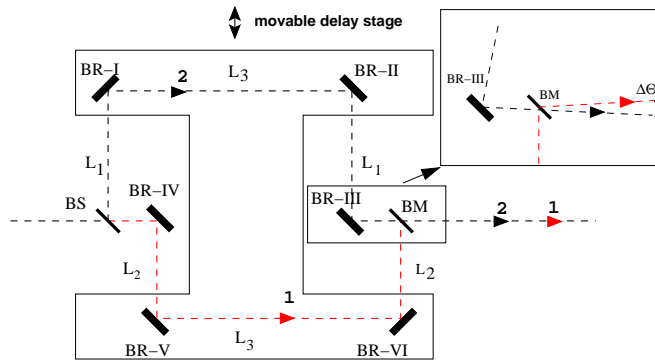 movable delay stage
BR-I
2
L3
BR-II
BR-III
BM
ΔΘ
L1
L1
BS
BR-IV
BR-III
BM
2
1
L2
L2
1
BR-V
L3
BR-VI